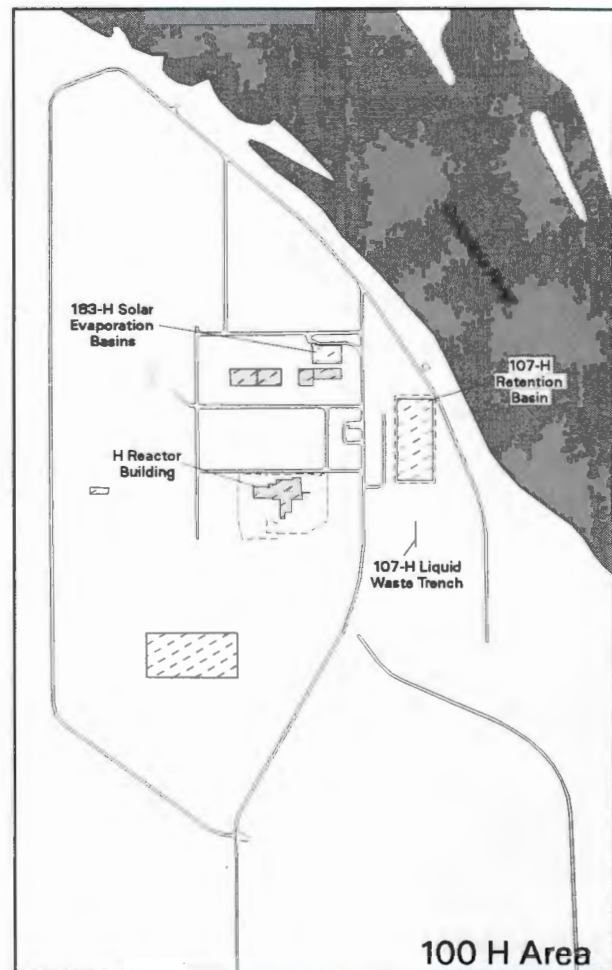 183-H Solar
Evaporation
Basins
107-H
Retention
Basin
H Reactor
Building
107-H Liquid
Waste Trench
100 H Area